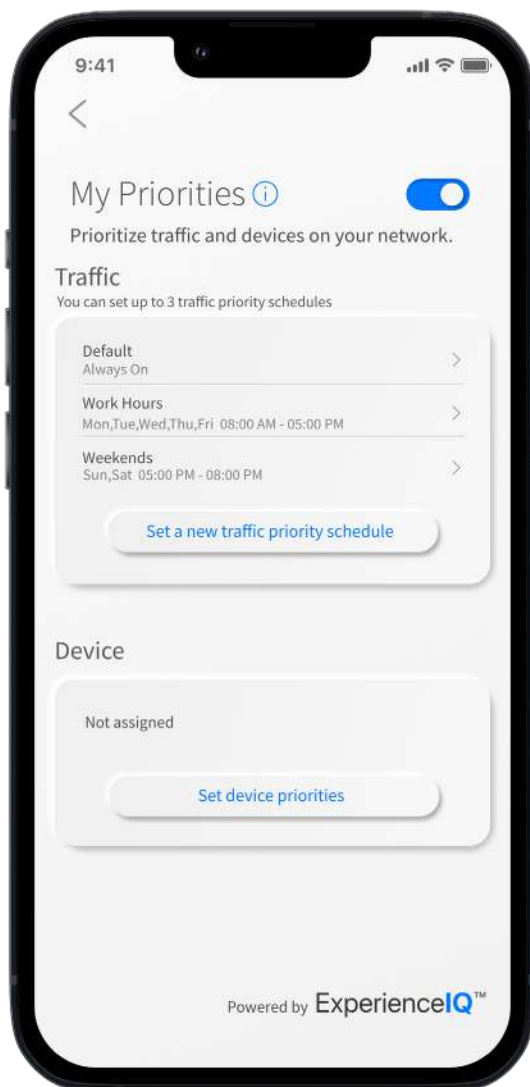 9:41
My Priorities
Prioritize traffic and devices on your network.
Traffic
You can set up to 3 traffic priority schedules
Default
Always On
Work Hours
Mon,Tue,Wed,Thu,Fri 08:00 AM - 05:00 PM
Weekends
Sun,Sat 05:00 PM - 08:00 PM
Set a new traffic priority schedule
Device
Not assigned
Set device priorities
Powered by ExperienceIQ™